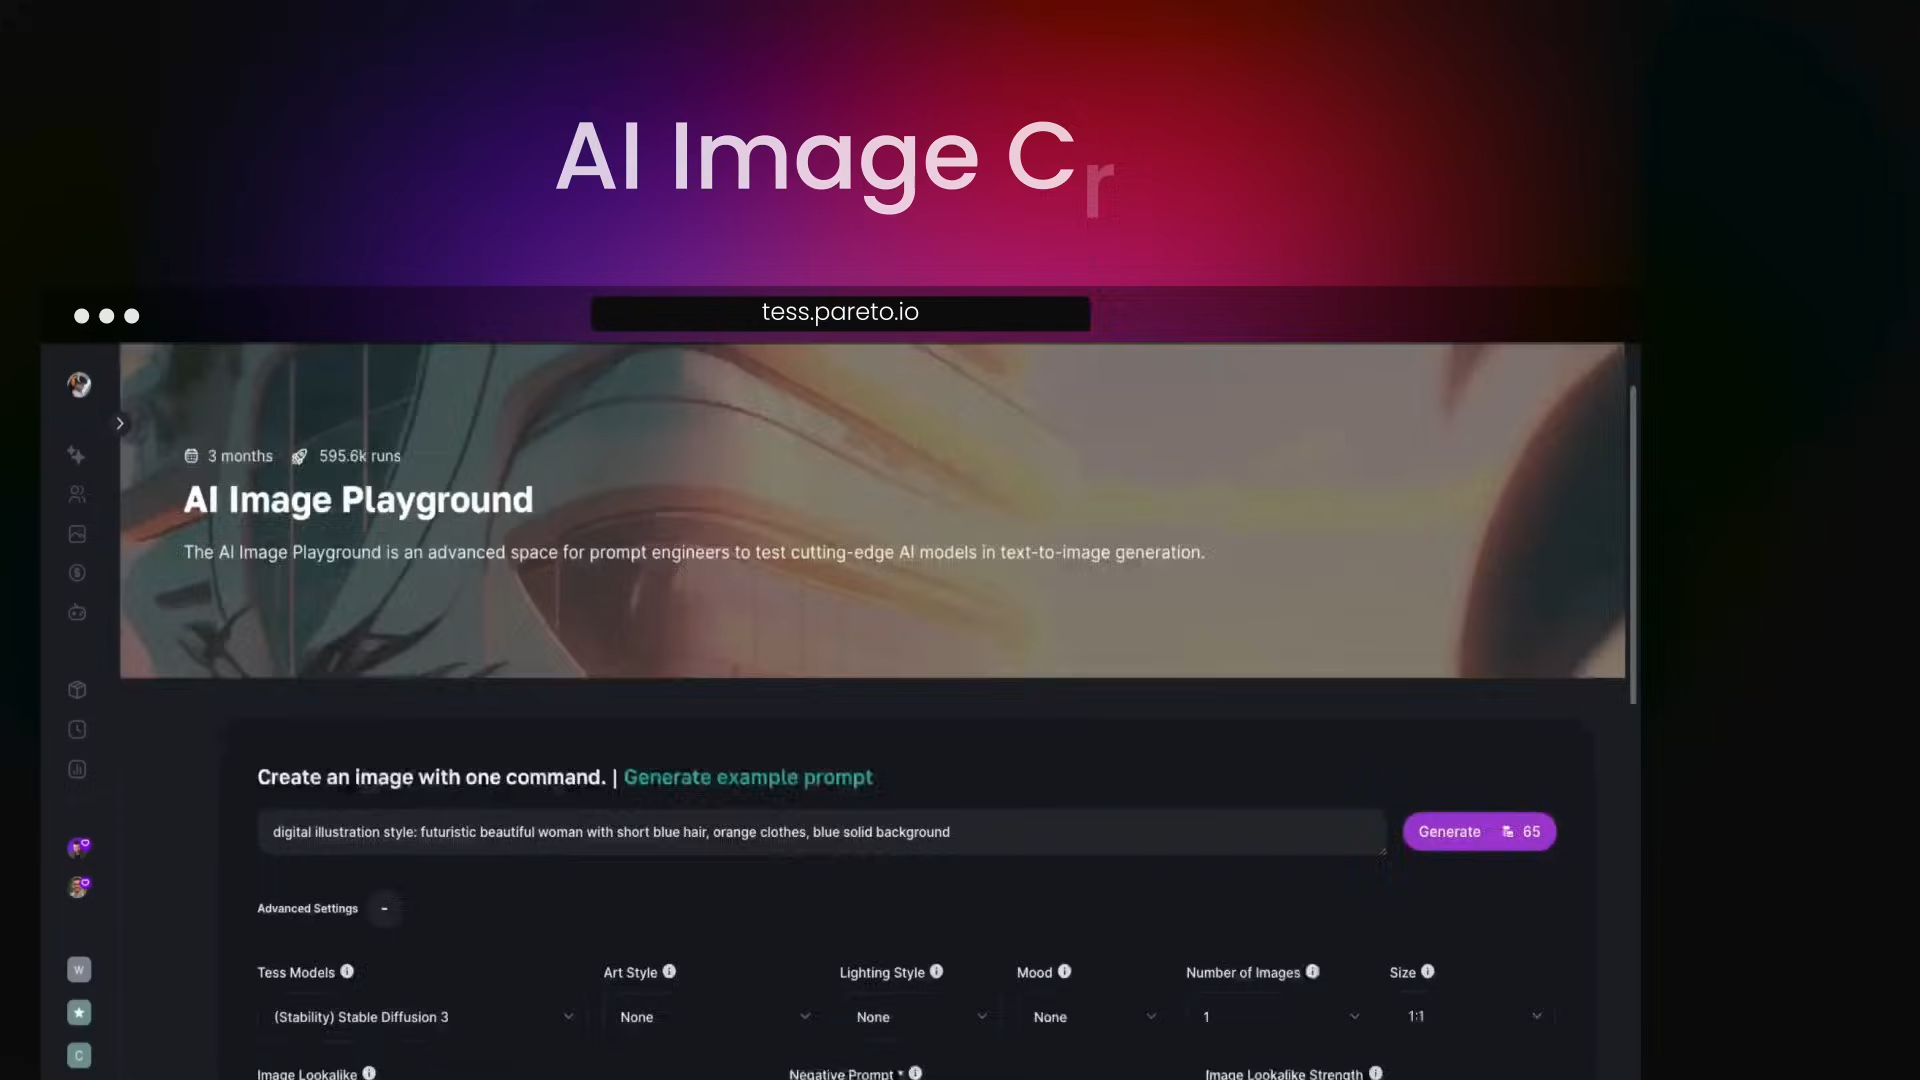 AI Image Cr
tess.pareto.io
3 months 595.6k runs
AI Image Playground
The AI Image Playground is an advanced space for prompt engineers to test cutting-edge AI models in text-to-image generation.
Create an image with one command. | Generate example prompt
digital illustration style: futuristic beautiful woman with short blue hair, orange clothes, blue solid background
Generate 65
Advanced Settings -
Tess Models Art Style Lighting Style Mood Number of Images Size
(Stability) Stable Diffusion 3 None None None 1 1:1
Image Lookalike Negative Prompt * Image Lookalike Strength
W
C